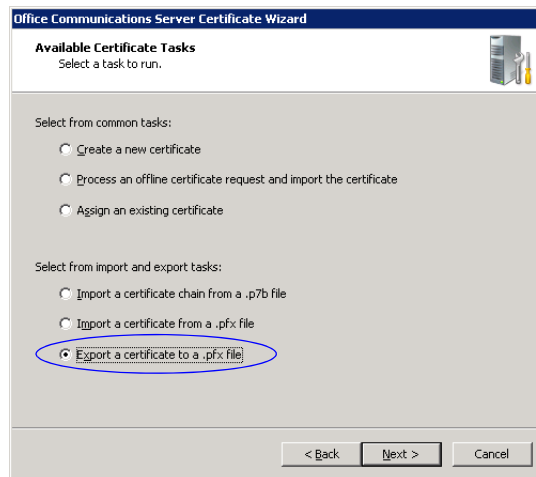 Office Communications Server Certificate Wizard
Available Certificate Tasks
Select a task to run.
Select from common tasks:
Create a new certificate
Process an offline certificate request and import the certificate
Assign an existing certificate
Select from import and export tasks:
Import a certificate chain from a .p7b file
Import a certificate from a .pfx file
Export a certificate to a .pfx file
< Back Next > Cancel